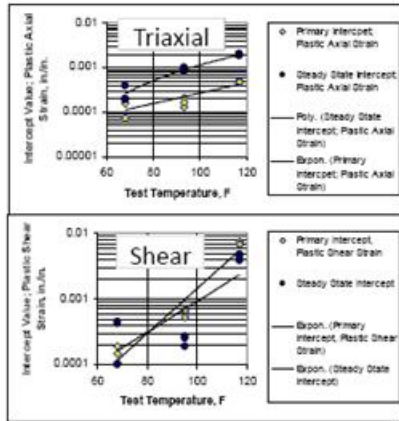 Triaxial
Intercept Value; Plastic Axial
Strain, in./in.
0.01
0.001
0.0001
0.00001
60
80
100
120
Test Temperature, F
Primary Intercpet;
Plastic Axial Strain
Steady State Intercept;
Plastic Axial Strain
Poly. (Steady State
Intercept; Plastic Axial
Strain)
Expon. (Primary
Intercpet; Plastic Axial
Strain)
Shear
Intercept Value; Plastic Shear
Strain, in./in.
0.01
0.001
0.0001
60
80
100
120
Test Temperature, F
Primary Intercept,
Plastic Shear Strain
Steady State Intercept
Expon. (Primary
Intercept, Plastic Shear
Strain)
Expon. (Steady State
Intercept)